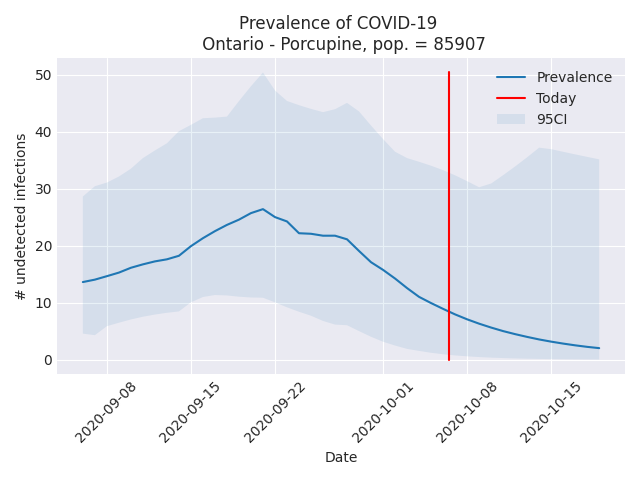 Prevalence of COVID-19
Ontario - Porcupine, pop. = 85907
Prevalence
Today
95CI
# undetected infections
50
40
30
20
10
0
2020-09-08
2020-09-15
2020-09-22
2020-10-01
2020-10-08
2020-10-15
Date